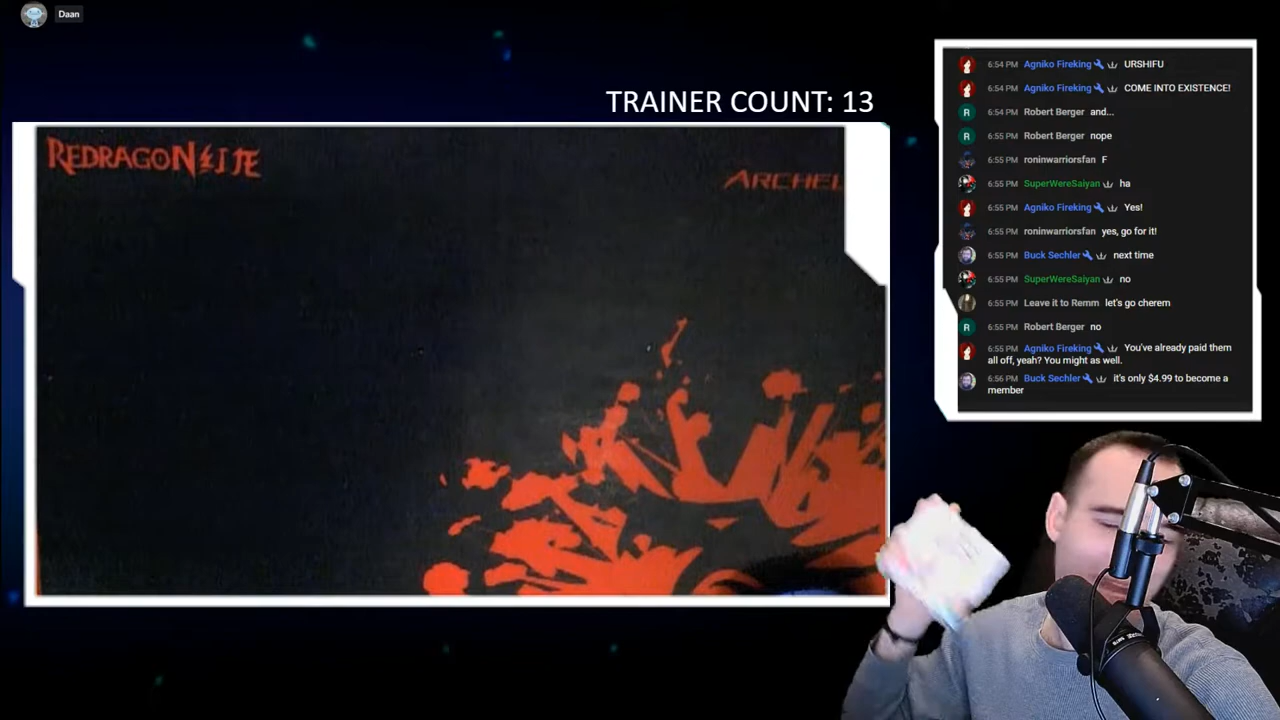 Daan
TRAINER COUNT: 13
REDRAGON
ARCHE
6:54 PM Agniko Fireking URSHIFU
6:54 PM Agniko Fireking COME INTO EXISTENCE!
R 6:54 PM Robert Berger and...
R 6:55 PM Robert Berger nope
6:55 PM roninwarriorsfan F
6:55 PM SuperWereSaiyan ha
6:55 PM Agniko Fireking Yes!
6:55 PM roninwarriorsfan yes, go for it!
6:55 PM Buck Sechler next time
6:55 PM SuperWereSaiyan no
6:55 PM Leave it to Remm let's go cherem
R 6:55 PM Robert Berger no
6:55 PM Agniko Fireking You've already paid them
all off, yeah? You might as well.
6:56 PM Buck Sechler it's only $4.99 to become a
member